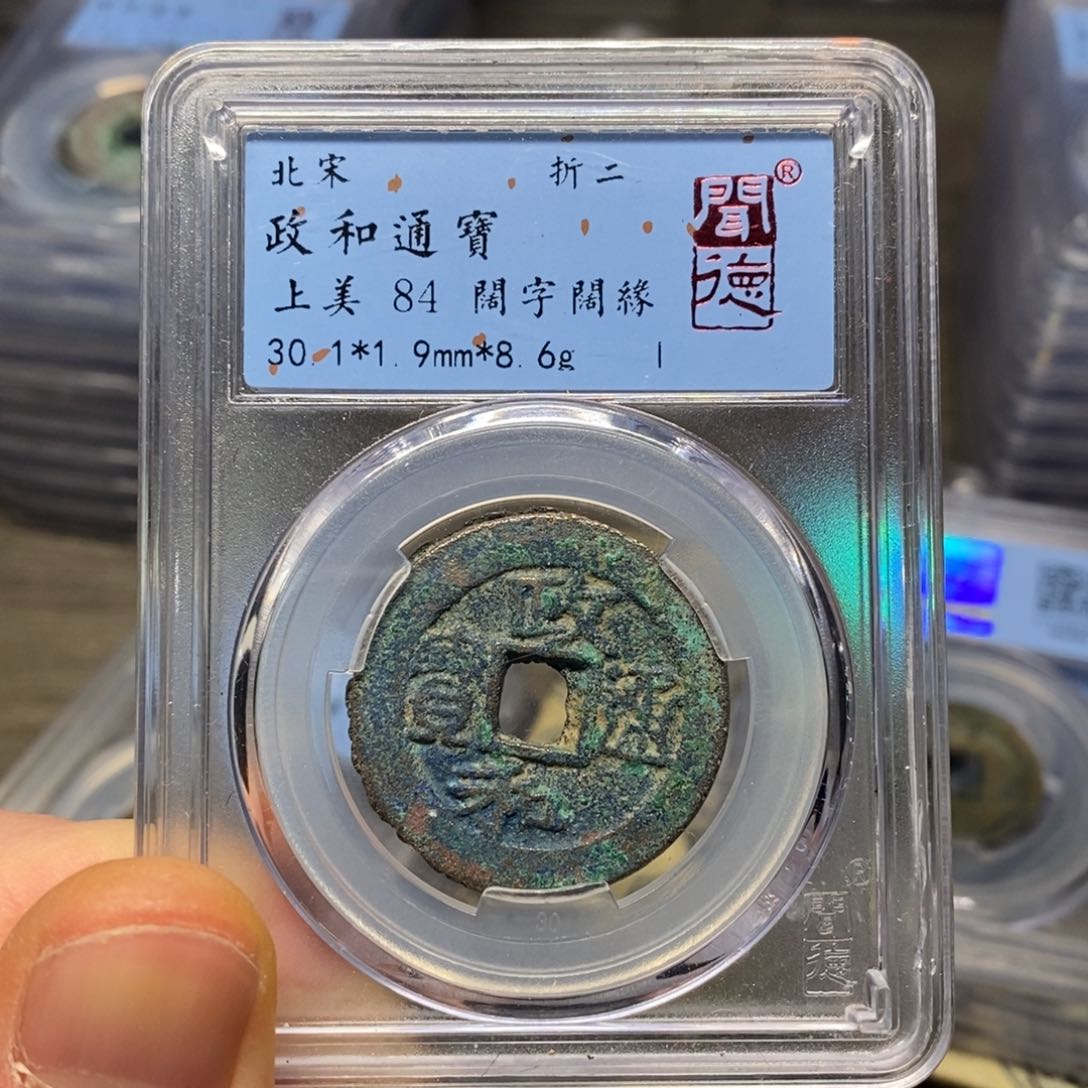 北宋 折二
政和通寶
上美 84 闊字闊緣
30.1*1.9mm*8.6g |
聞德®
政和通寶
30